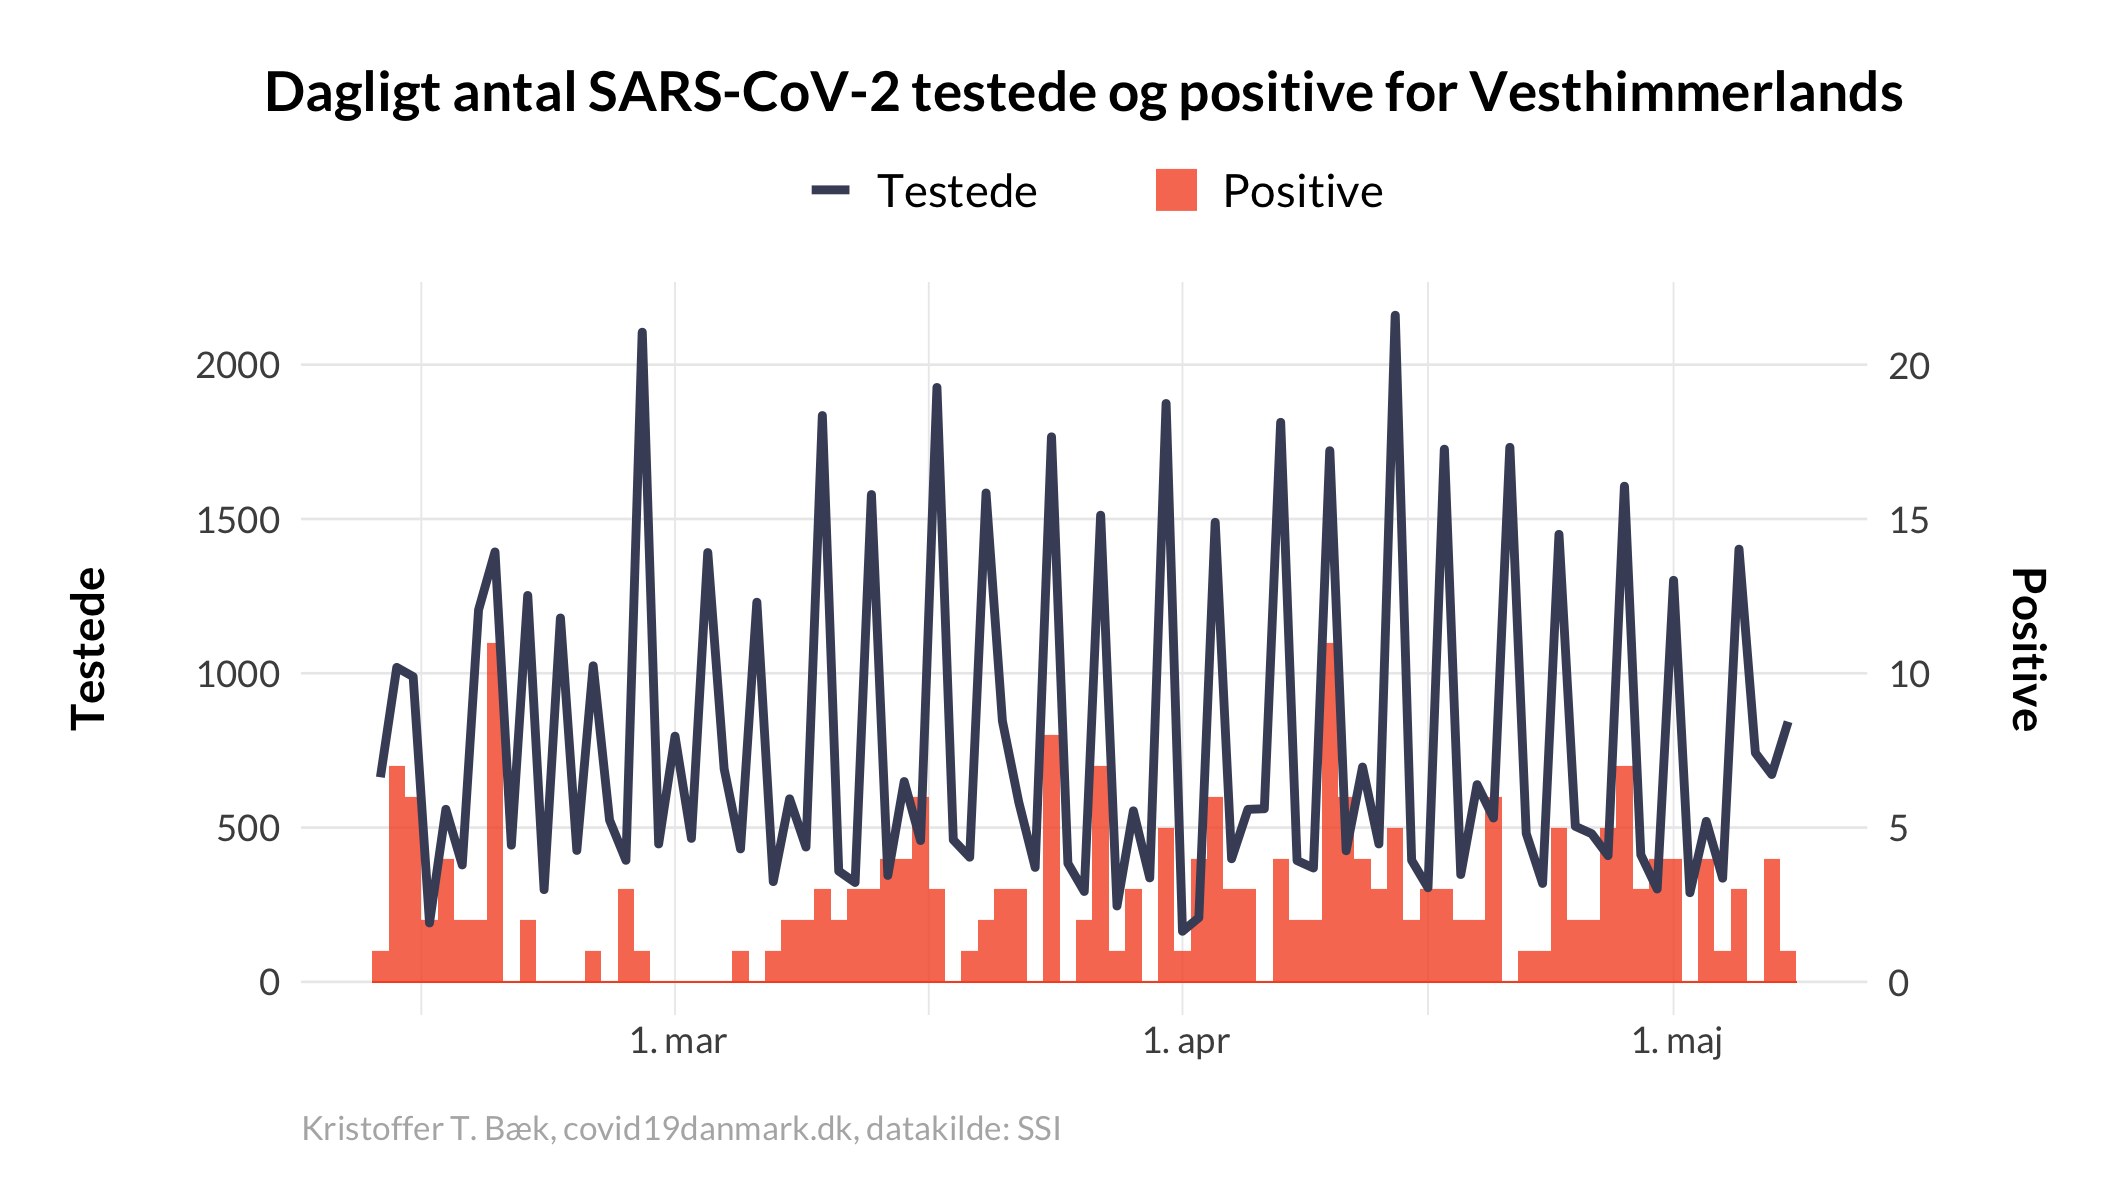 Dagligt antal SARS-CoV-2 testede og positive for Vesthimmerlands
Testede
Positive
2000
1500
1000
500
0
Testede
20
15
10
5
0
Positive
1. mar
1. apr
1. maj
Kristoffer T. Bæk, covid19danmark.dk, datakilde: SSI